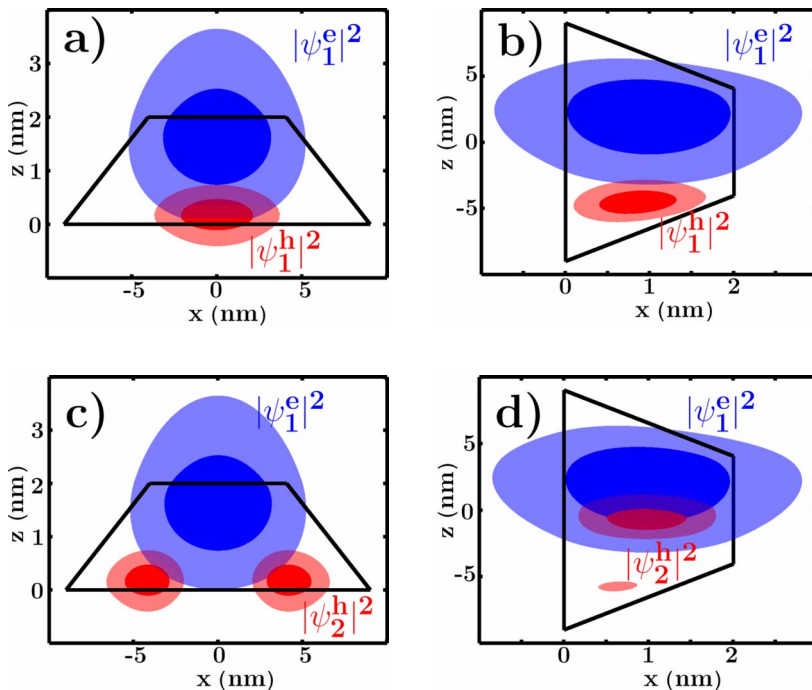 a)
|ψ₁ᵉ|²
3
2
1
0
z (nm)
|ψ₁ʰ|²
-5 0 5
x (nm)
b)
|ψ₁ᵉ|²
5
0
-5
z (nm)
|ψ₁ʰ|²
0 1 2
x (nm)
c)
|ψ₁ᵉ|²
3
2
1
0
z (nm)
|ψ₂ʰ|²
-5 0 5
x (nm)
d)
|ψ₁ᵉ|²
5
0
-5
z (nm)
|ψ₂ʰ|²
0 1 2
x (nm)